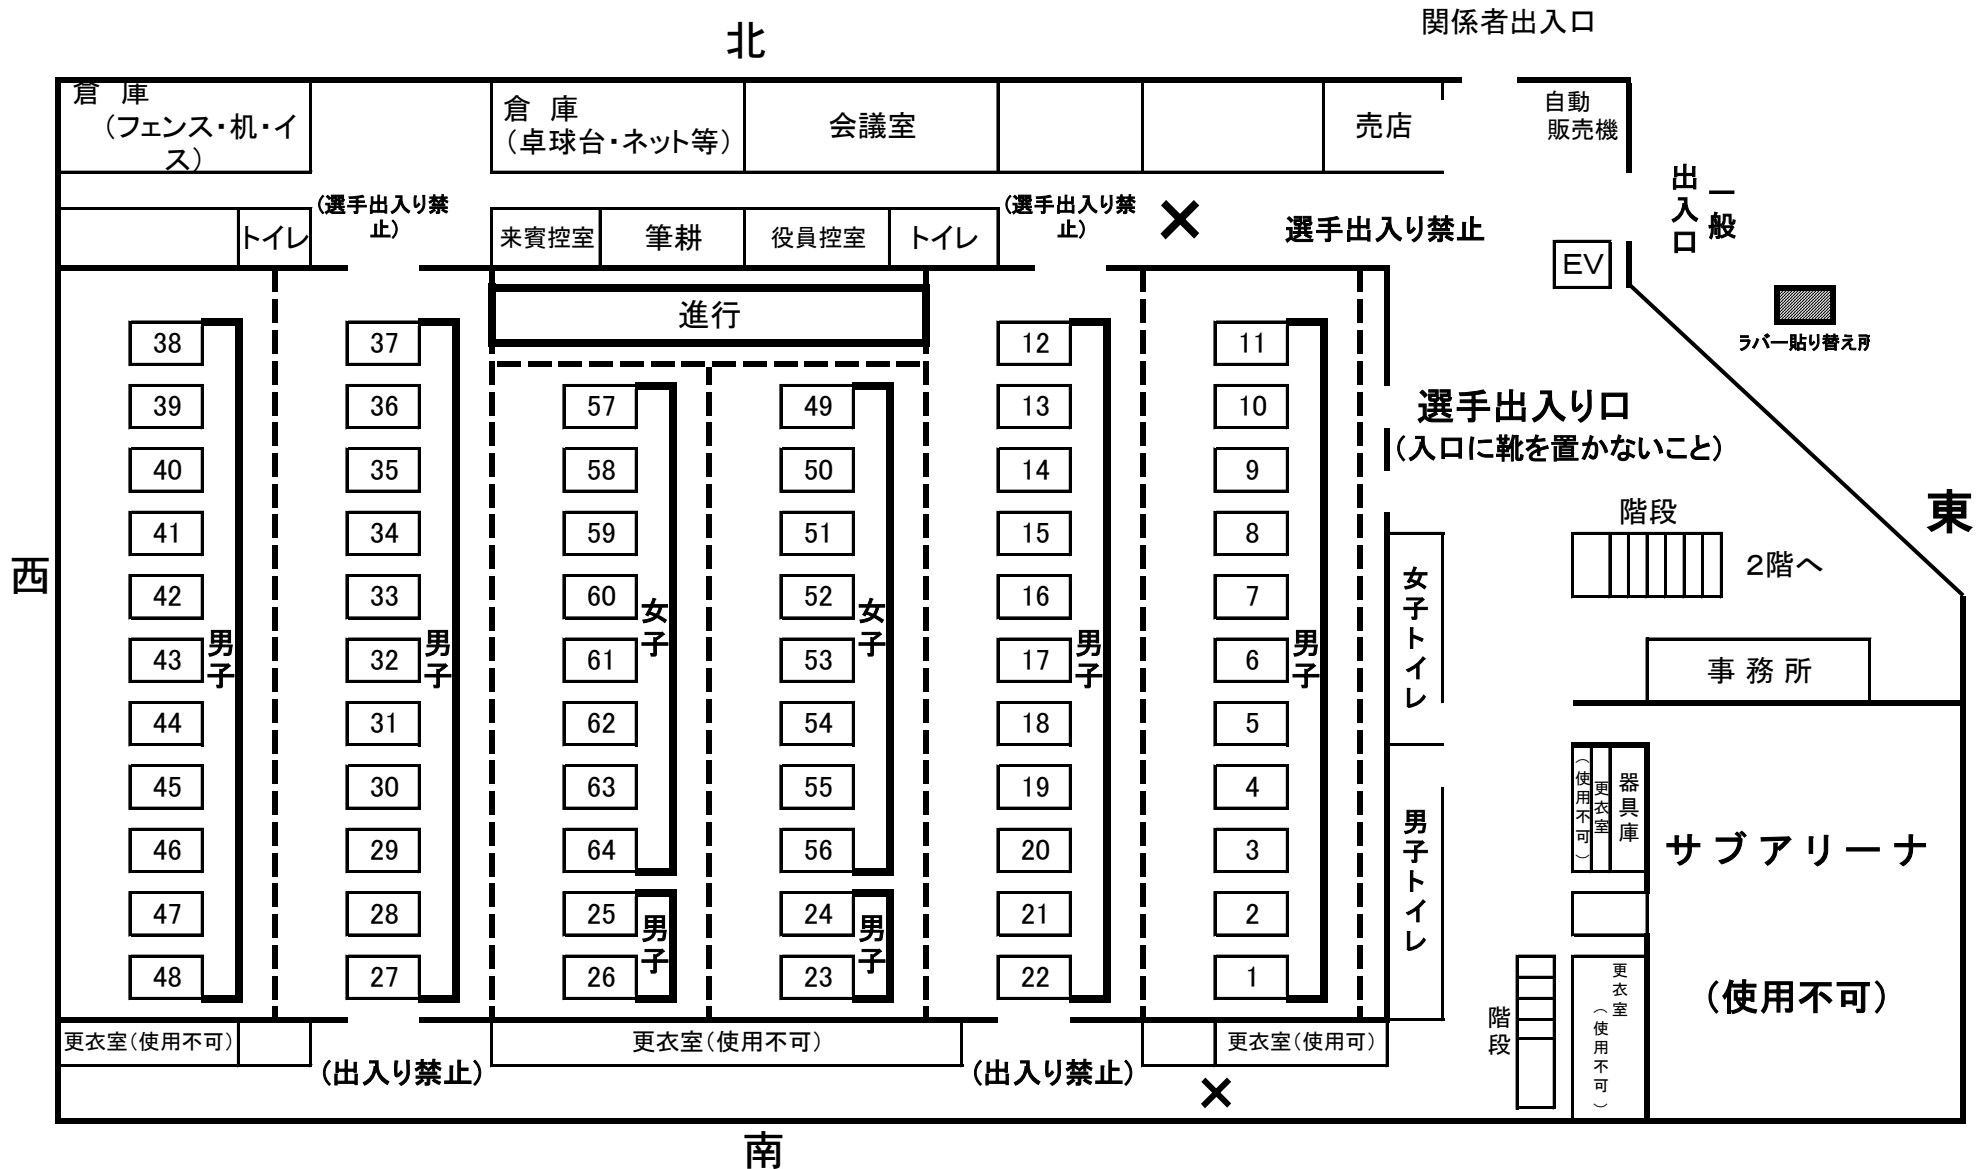 関係者出入口
北
倉 庫
（フェンス・机・イ
ス）
倉 庫
（卓球台・ネット等）
会議室
売店
自動
販売機
一般
出入口
（選手出入り禁
止）
（選手出入り禁
止）
×
選手出入り禁止
トイレ
来賓控室
筆耕
役員控室
トイレ
EV
進行
ラバー貼り替え所
38
37
12
11
39
36
57
49
13
10
選手出入り口
（入口に靴を置かないこと）
40
35
58
50
14
9
東
階段
41
34
59
51
15
8
西
2階へ
42
33
60
52
16
7
女子
女子
女子トイレ
43
男子
32
男子
61
53
17
男子
6
男子
事務所
44
31
62
54
18
5
45
30
63
55
19
4
（使用不可）
更衣室
器具庫
46
29
64
56
20
3
男子トイレ
サブアリーナ
（使用不可）
47
28
25
24
21
2
男子
男子
48
27
26
23
22
1
階段
更衣室
（使用不可）
更衣室（使用不可）
更衣室（使用不可）
更衣室（使用可）
（出入り禁止）
（出入り禁止）
×
南